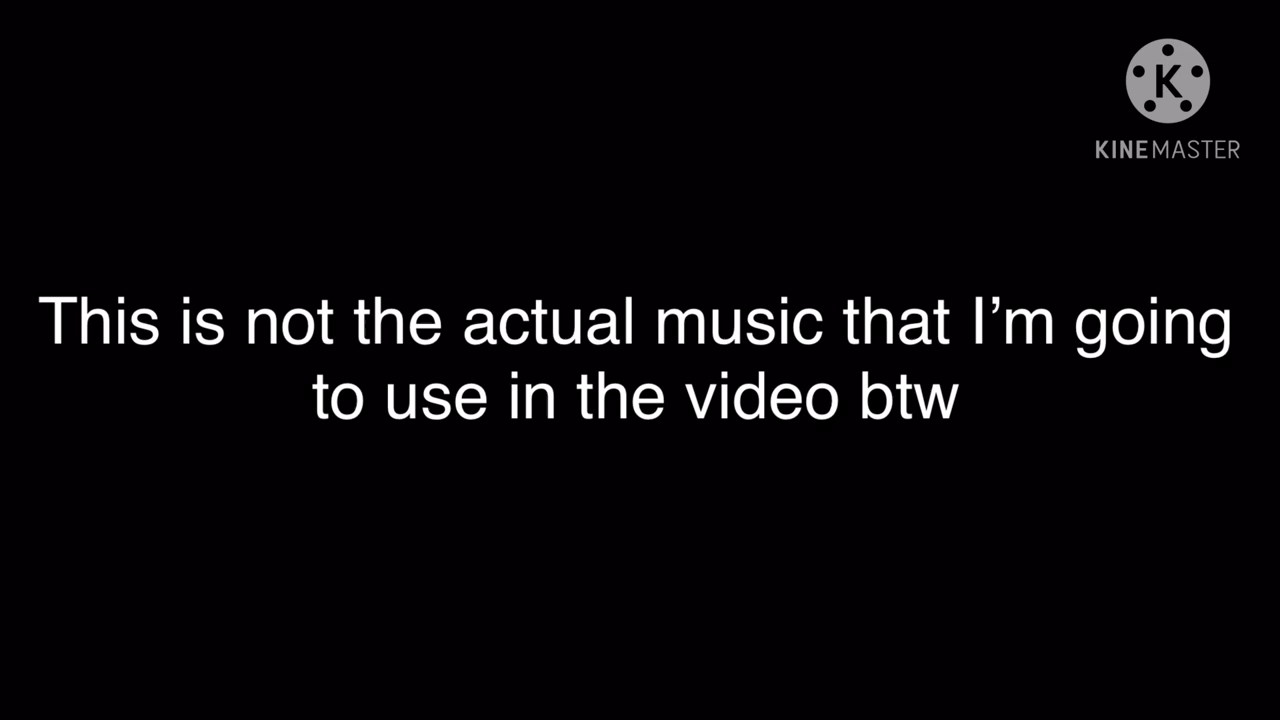 K
KINEMASTER
This is not the actual music that I’m going
to use in the video btw